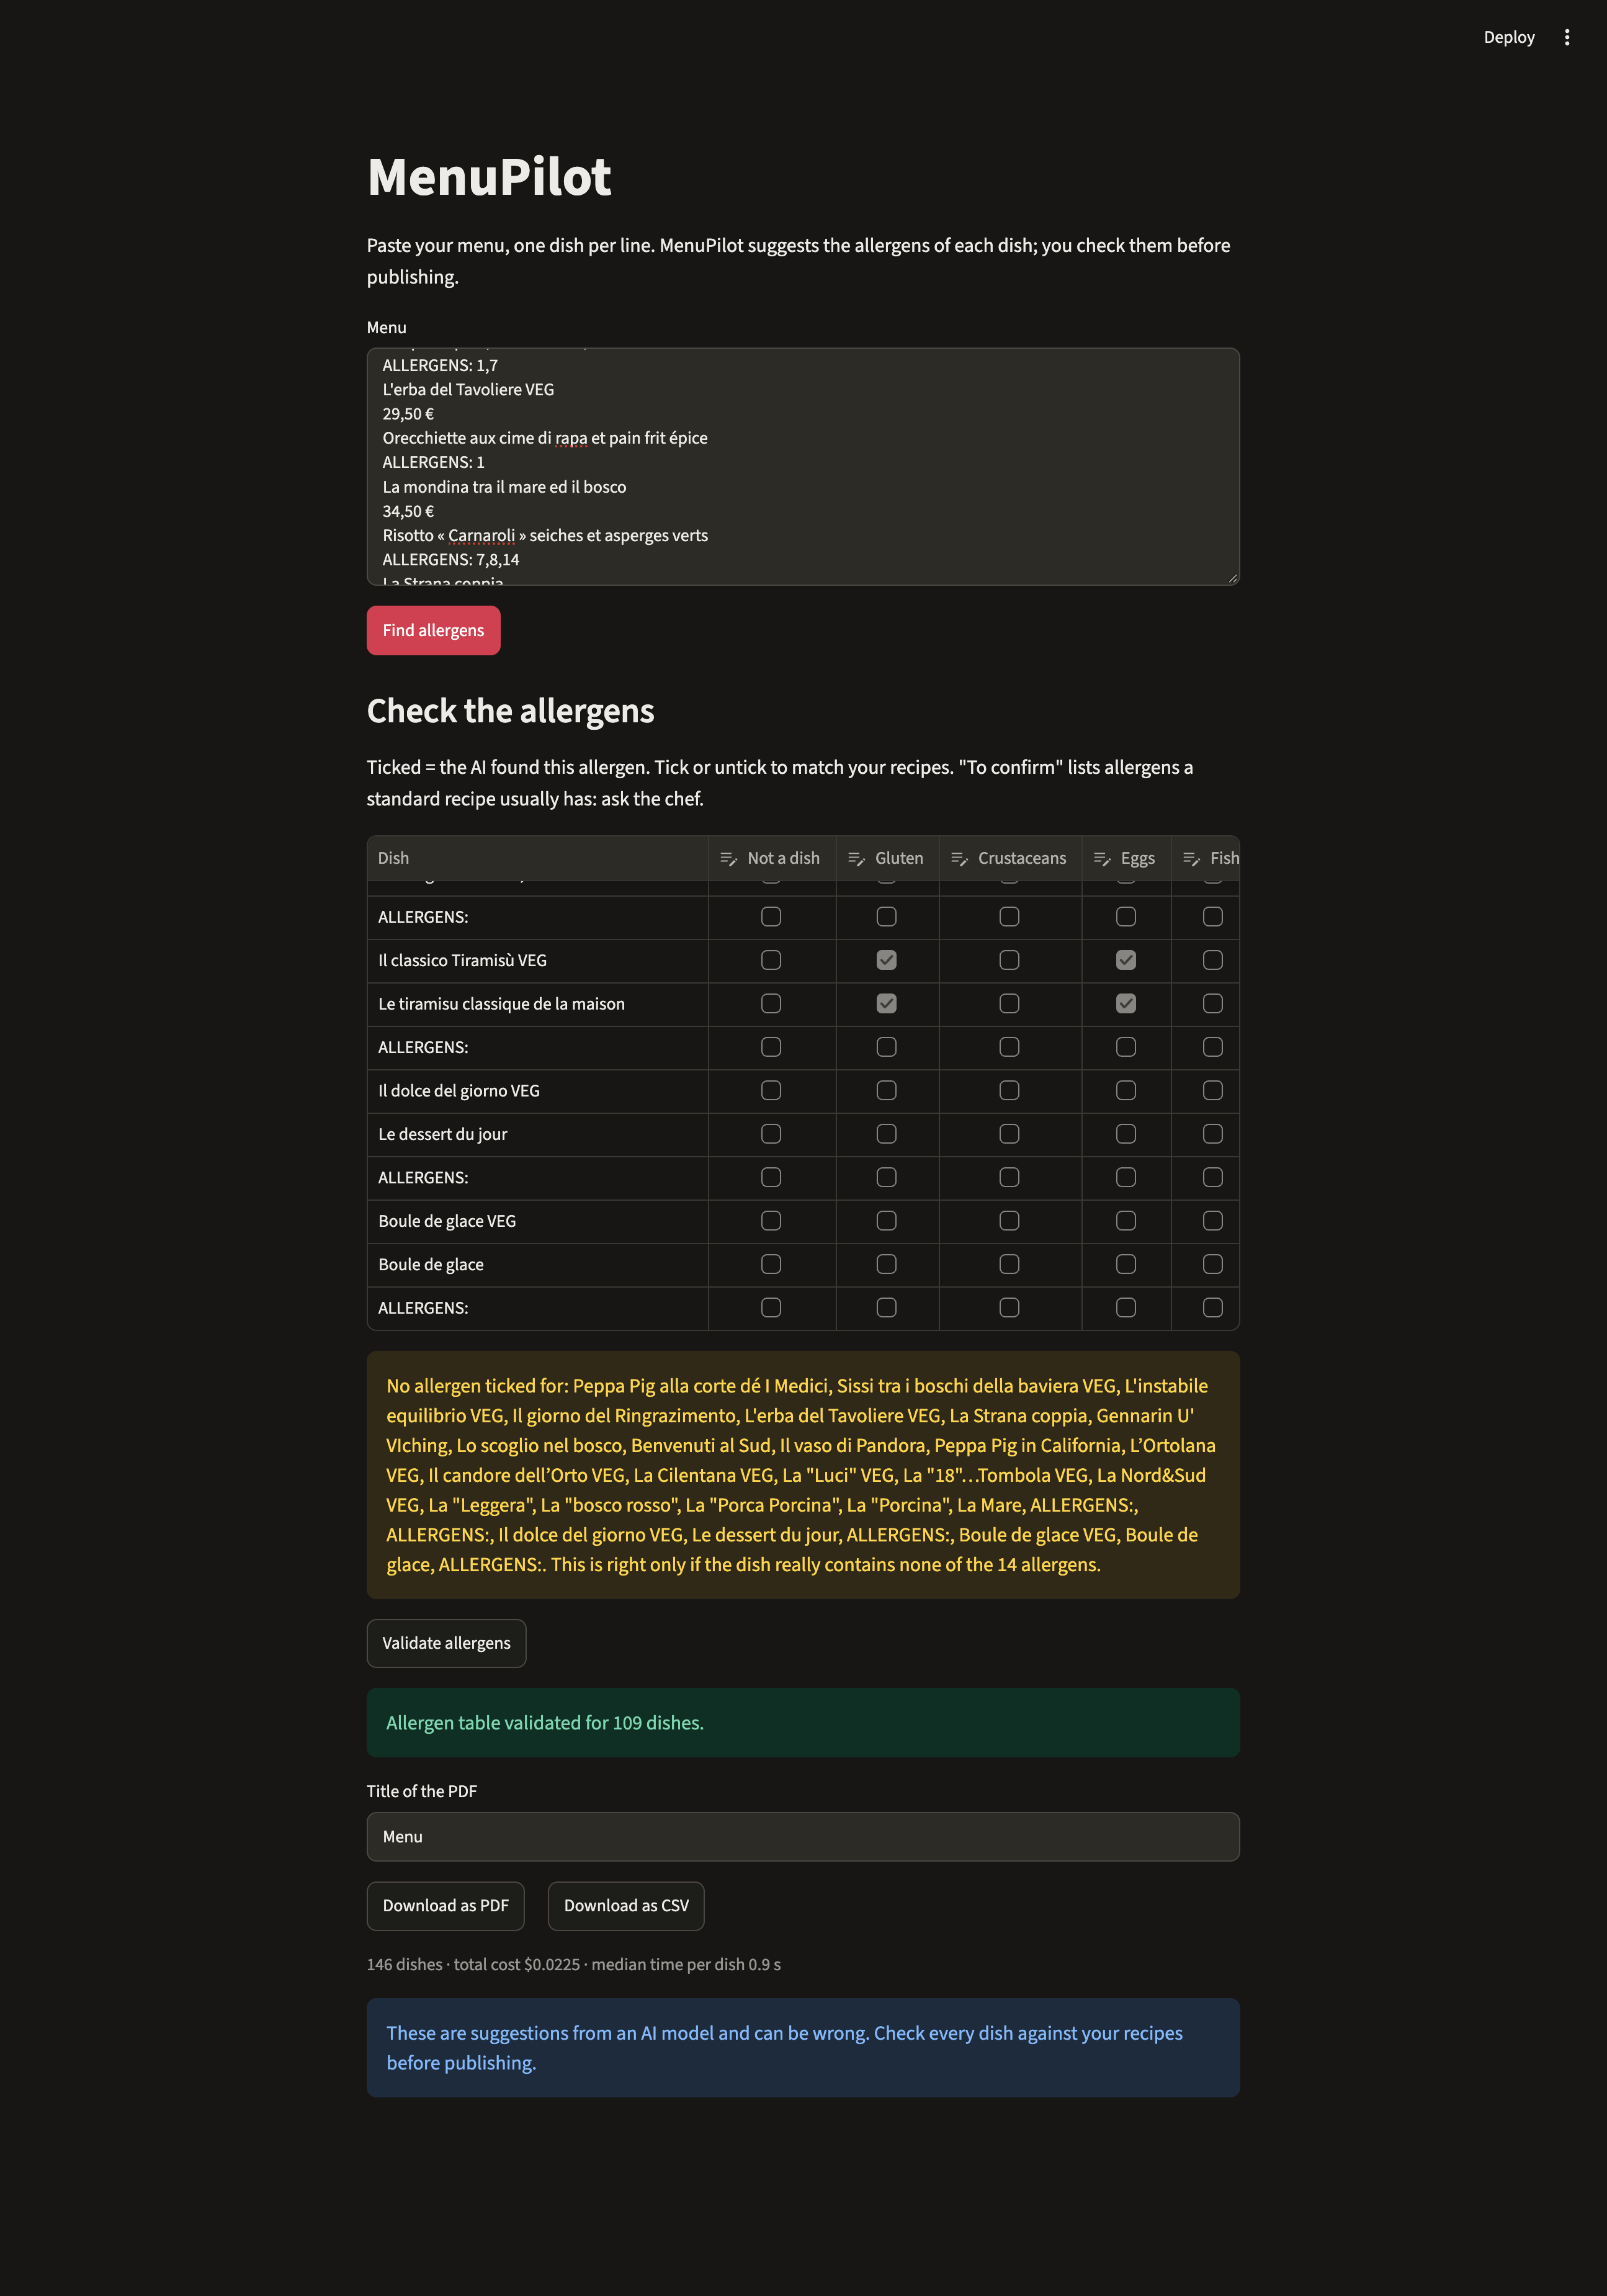 Deploy
MenuPilot
Paste your menu, one dish per line. MenuPilot suggests the allergens of each dish; you check them before
publishing.
Menu
ALLERGENS: 1,7
L'erba del Tavoliere VEG
29,50 €
Orecchiette aux cime di rapa et pain frit épice
ALLERGENS: 1
La mondina tra il mare ed il bosco
34,50 €
Risotto « Carnaroli » seiches et asperges verts
ALLERGENS: 7,8,14
La Strana coppia
Find allergens
Check the allergens
Ticked = the AI found this allergen. Tick or untick to match your recipes. "To confirm" lists allergens a
standard recipe usually has: ask the chef.
Dish Not a dish Gluten Crustaceans Eggs Fish
ALLERGENS:
Il classico Tiramisù VEG
Le tiramisu classique de la maison
ALLERGENS:
Il dolce del giorno VEG
Le dessert du jour
ALLERGENS:
Boule de glace VEG
Boule de glace
ALLERGENS:
No allergen ticked for: Peppa Pig alla corte dé I Medici, Sissi tra i boschi della baviera VEG, L'instabile
equilibrio VEG, Il giorno del Ringrazimento, L'erba del Tavoliere VEG, La Strana coppia, Gennarin U'
VIching, Lo scoglio nel bosco, Benvenuti al Sud, Il vaso di Pandora, Peppa Pig in California, L’Ortolana
VEG, Il candore dell’Orto VEG, La Cilentana VEG, La "Luci" VEG, La "18"…Tombola VEG, La Nord&Sud
VEG, La "Leggera", La "bosco rosso", La "Porca Porcina", La "Porcina", La Mare, ALLERGENS:,
ALLERGENS:, Il dolce del giorno VEG, Le dessert du jour, ALLERGENS:, Boule de glace VEG, Boule de
glace, ALLERGENS:. This is right only if the dish really contains none of the 14 allergens.
Validate allergens
Allergen table validated for 109 dishes.
Title of the PDF
Menu
Download as PDF Download as CSV
146 dishes · total cost $0.0225 · median time per dish 0.9 s
These are suggestions from an AI model and can be wrong. Check every dish against your recipes
before publishing.